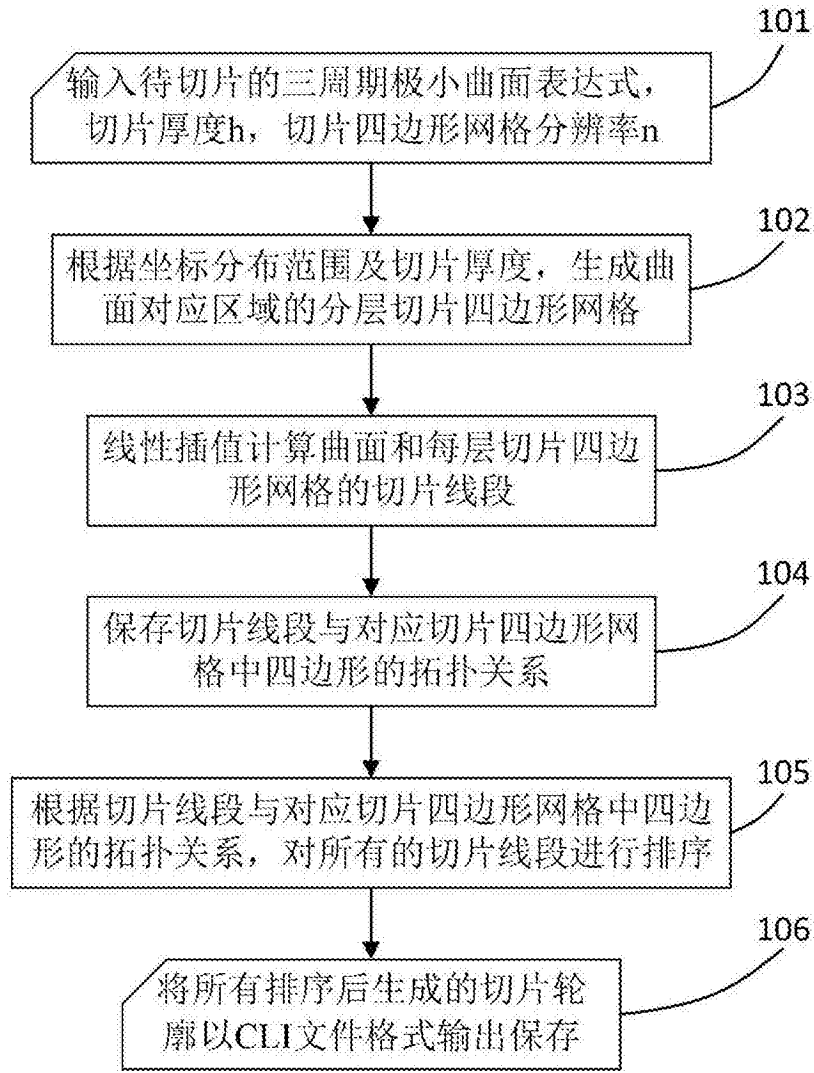 101
输入待切片的三周期极小曲面表达式，
切片厚度h，切片四边形网格分辨率n
102
根据坐标分布范围及切片厚度，生成曲
面对应区域的分层切片四边形网格
103
线性插值计算曲面和每层切片四边
形网格的切片线段
104
保存切片线段与对应切片四边形网
格中四边形的拓扑关系
105
根据切片线段与对应切片四边形网格中四边
形的拓扑关系，对所有的切片线段进行排序
106
将所有排序后生成的切片轮
廓以CLI文件格式输出保存